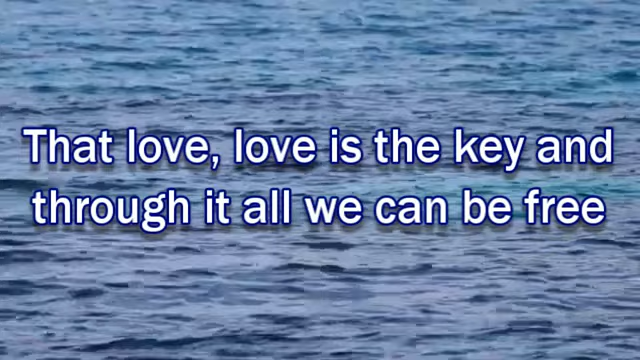 That love, love is the key and
through it all we can be free